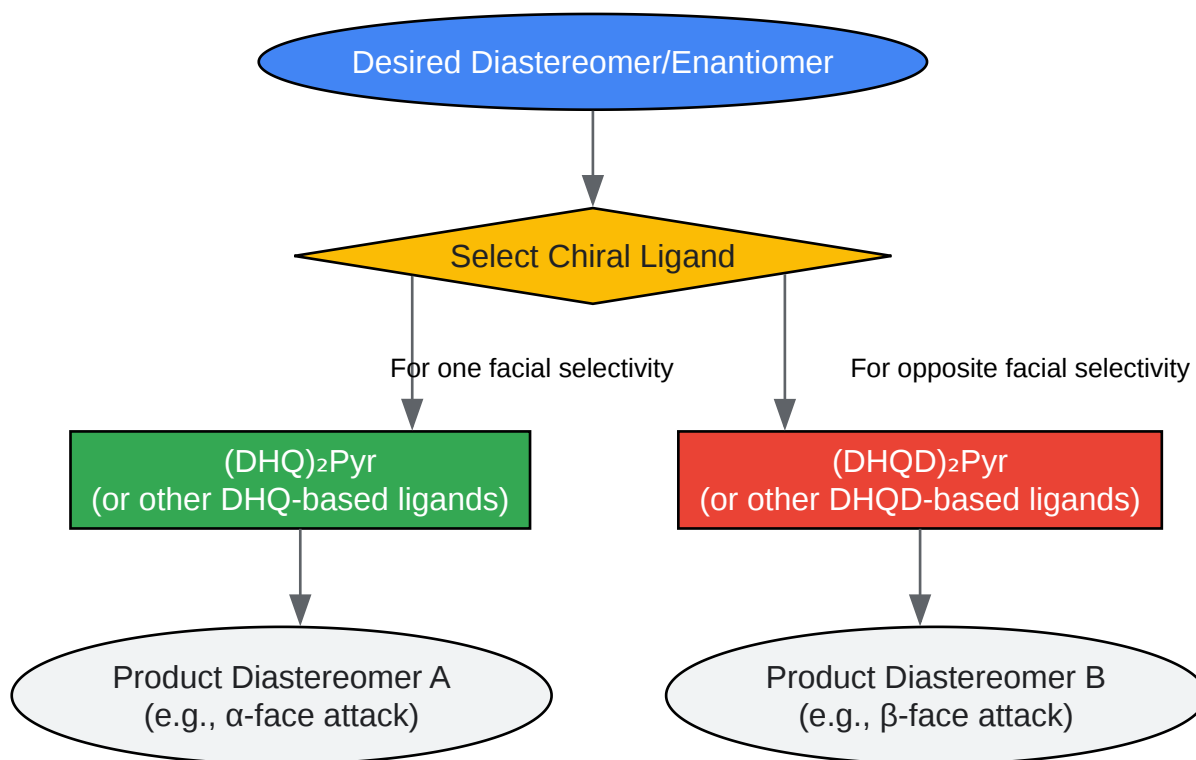 Desired Diastereomer/Enantiomer
Select Chiral Ligand
For one facial selectivity
For opposite facial selectivity
(DHQ)₂Pyr
(or other DHQ-based ligands)
(DHQD)₂Pyr
(or other DHQD-based ligands)
Product Diastereomer A
(e.g., α-face attack)
Product Diastereomer B
(e.g., β-face attack)